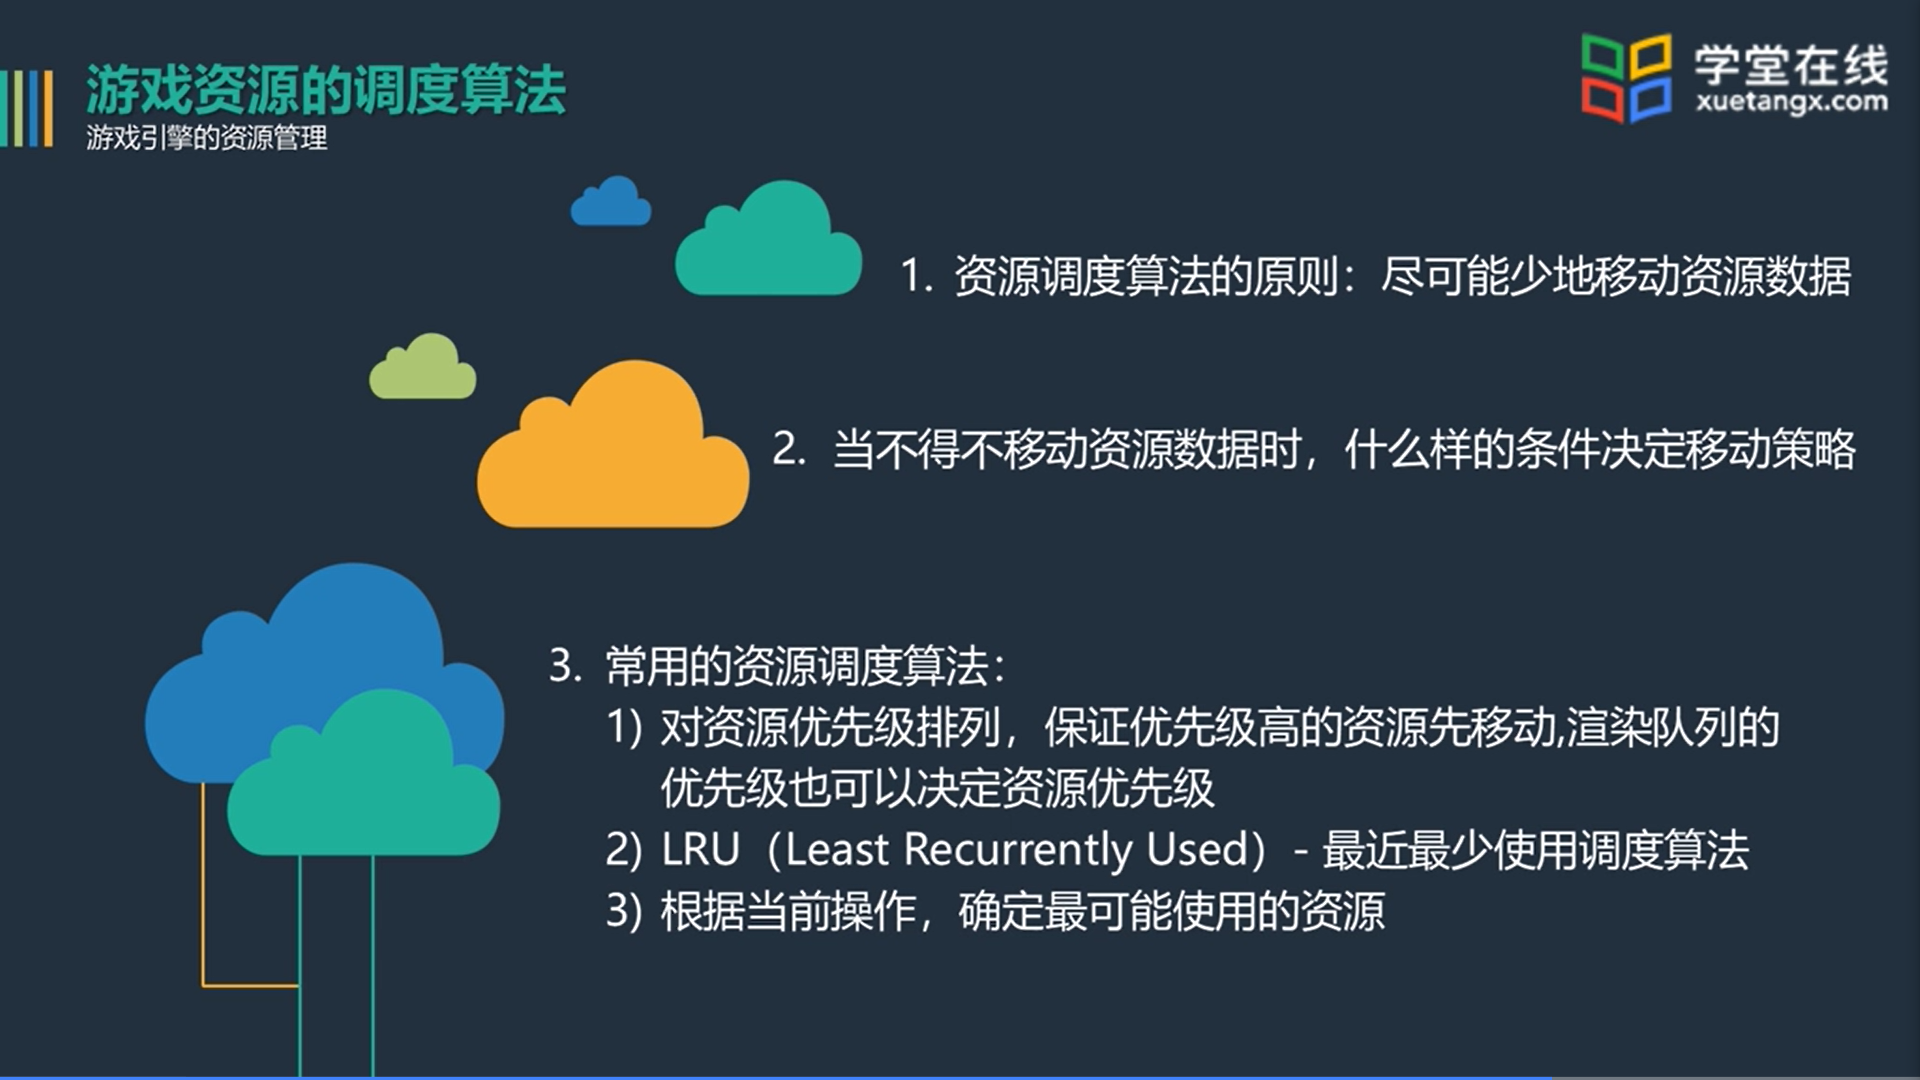 游戏资源的调度算法
游戏引擎的资源管理
学堂在线
xuetangx.com
1. 资源调度算法的原则：尽可能少地移动资源数据
2. 当不得不移动资源数据时，什么样的条件决定移动策略
3. 常用的资源调度算法：
1) 对资源优先级排列，保证优先级高的资源先移动,渲染队列的
优先级也可以决定资源优先级
2) LRU（Least Recurrently Used）- 最近最少使用调度算法
3) 根据当前操作，确定最可能使用的资源